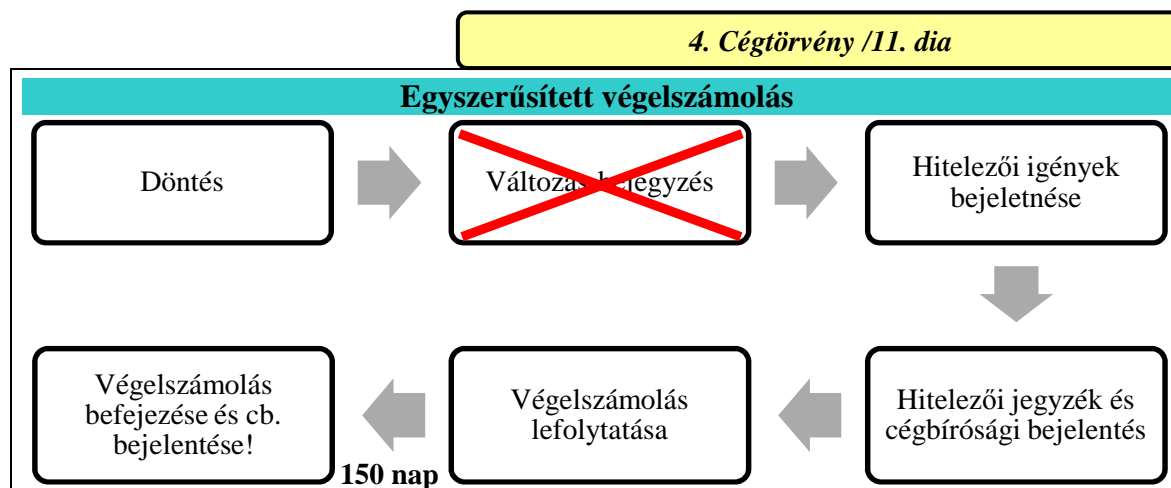 4. Cégtörvény /11. dia
Egyszerűsített végelszámolás
Döntés
Változás bejegyzés
Hitelezői igények
bejeletnése
Hitelezői jegyzék és
cégbírósági bejelentés
Végelszámolás
lefolytatása
Végelszámolás
befejezése és cb.
bejelentése!
150 nap